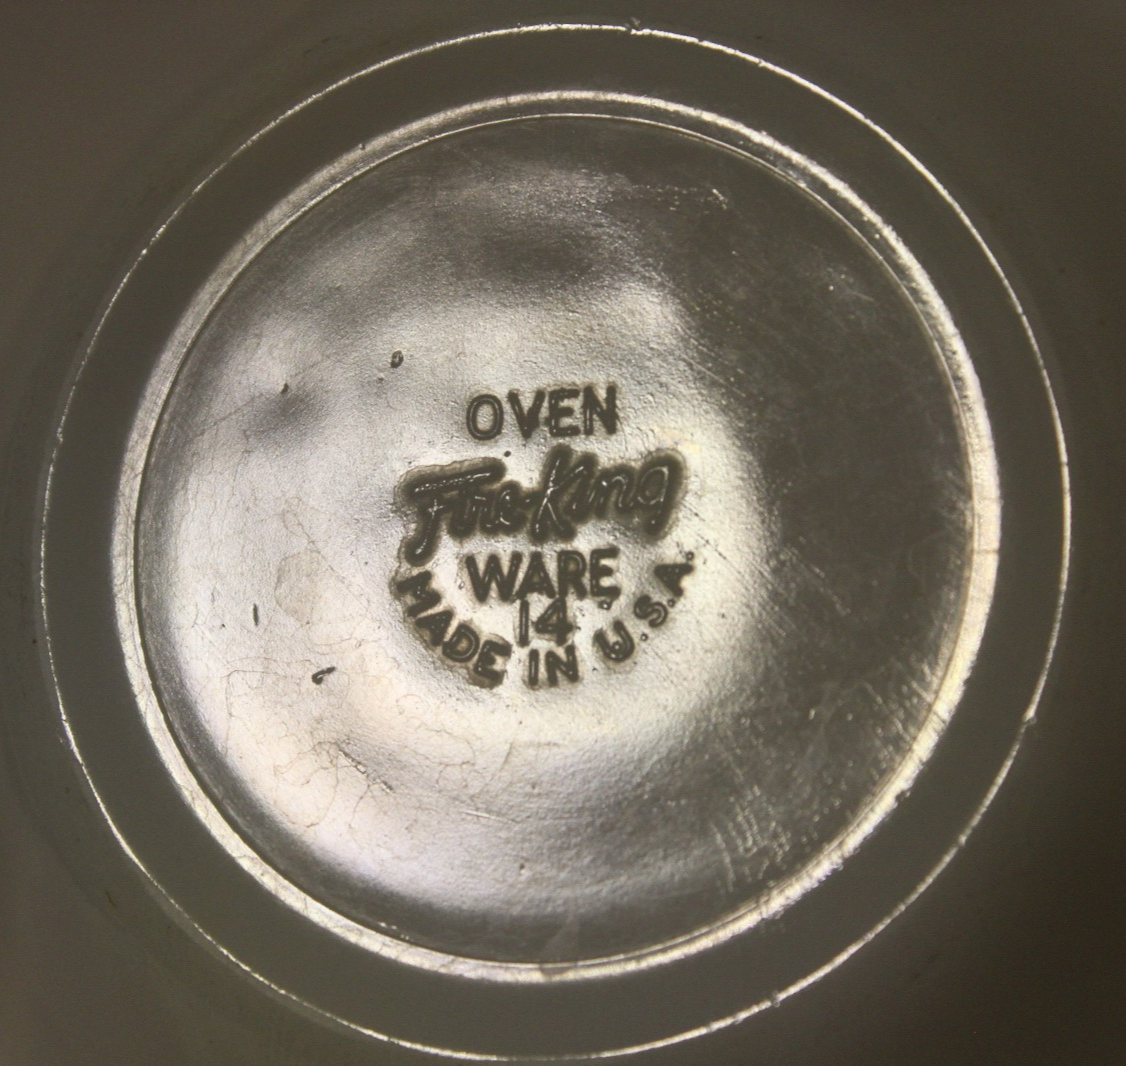 OVEN
Fire-King
WARE
14
MADE IN U.S.A.